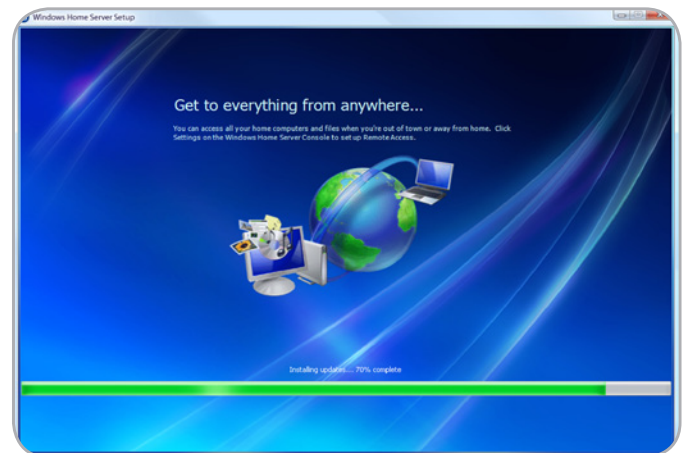 Windows Home Server Setup
Get to everything from anywhere...
You can access all your home computers and files when you're out of town or away from home. Click
Settings on the Windows Home Server Console to set up Remote Access.
Installing updates... 70% complete